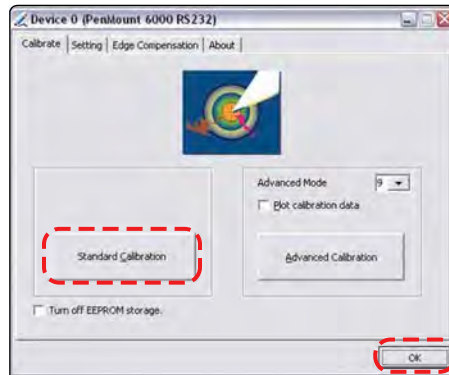 Device 0 (PenMount 6000 RS232)
Calibrate Setting Edge Compensation About
Advanced Mode 9
Plot calibration data
Standard Calibration
Advanced Calibration
Turn off EEPROM storage.
OK